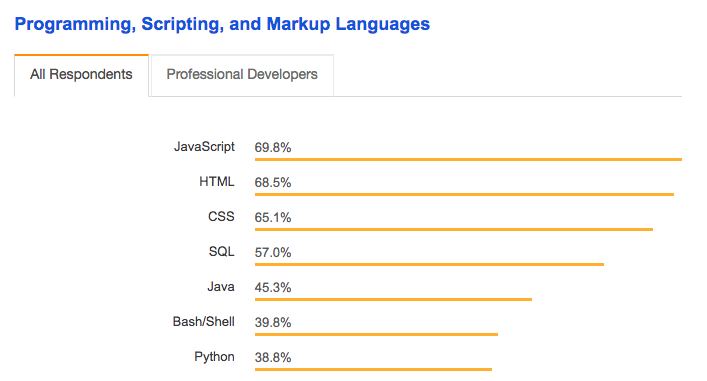 Programming, Scripting, and Markup Languages
All Respondents Professional Developers
JavaScript 69.8%
HTML 68.5%
CSS 65.1%
SQL 57.0%
Java 45.3%
Bash/Shell 39.8%
Python 38.8%